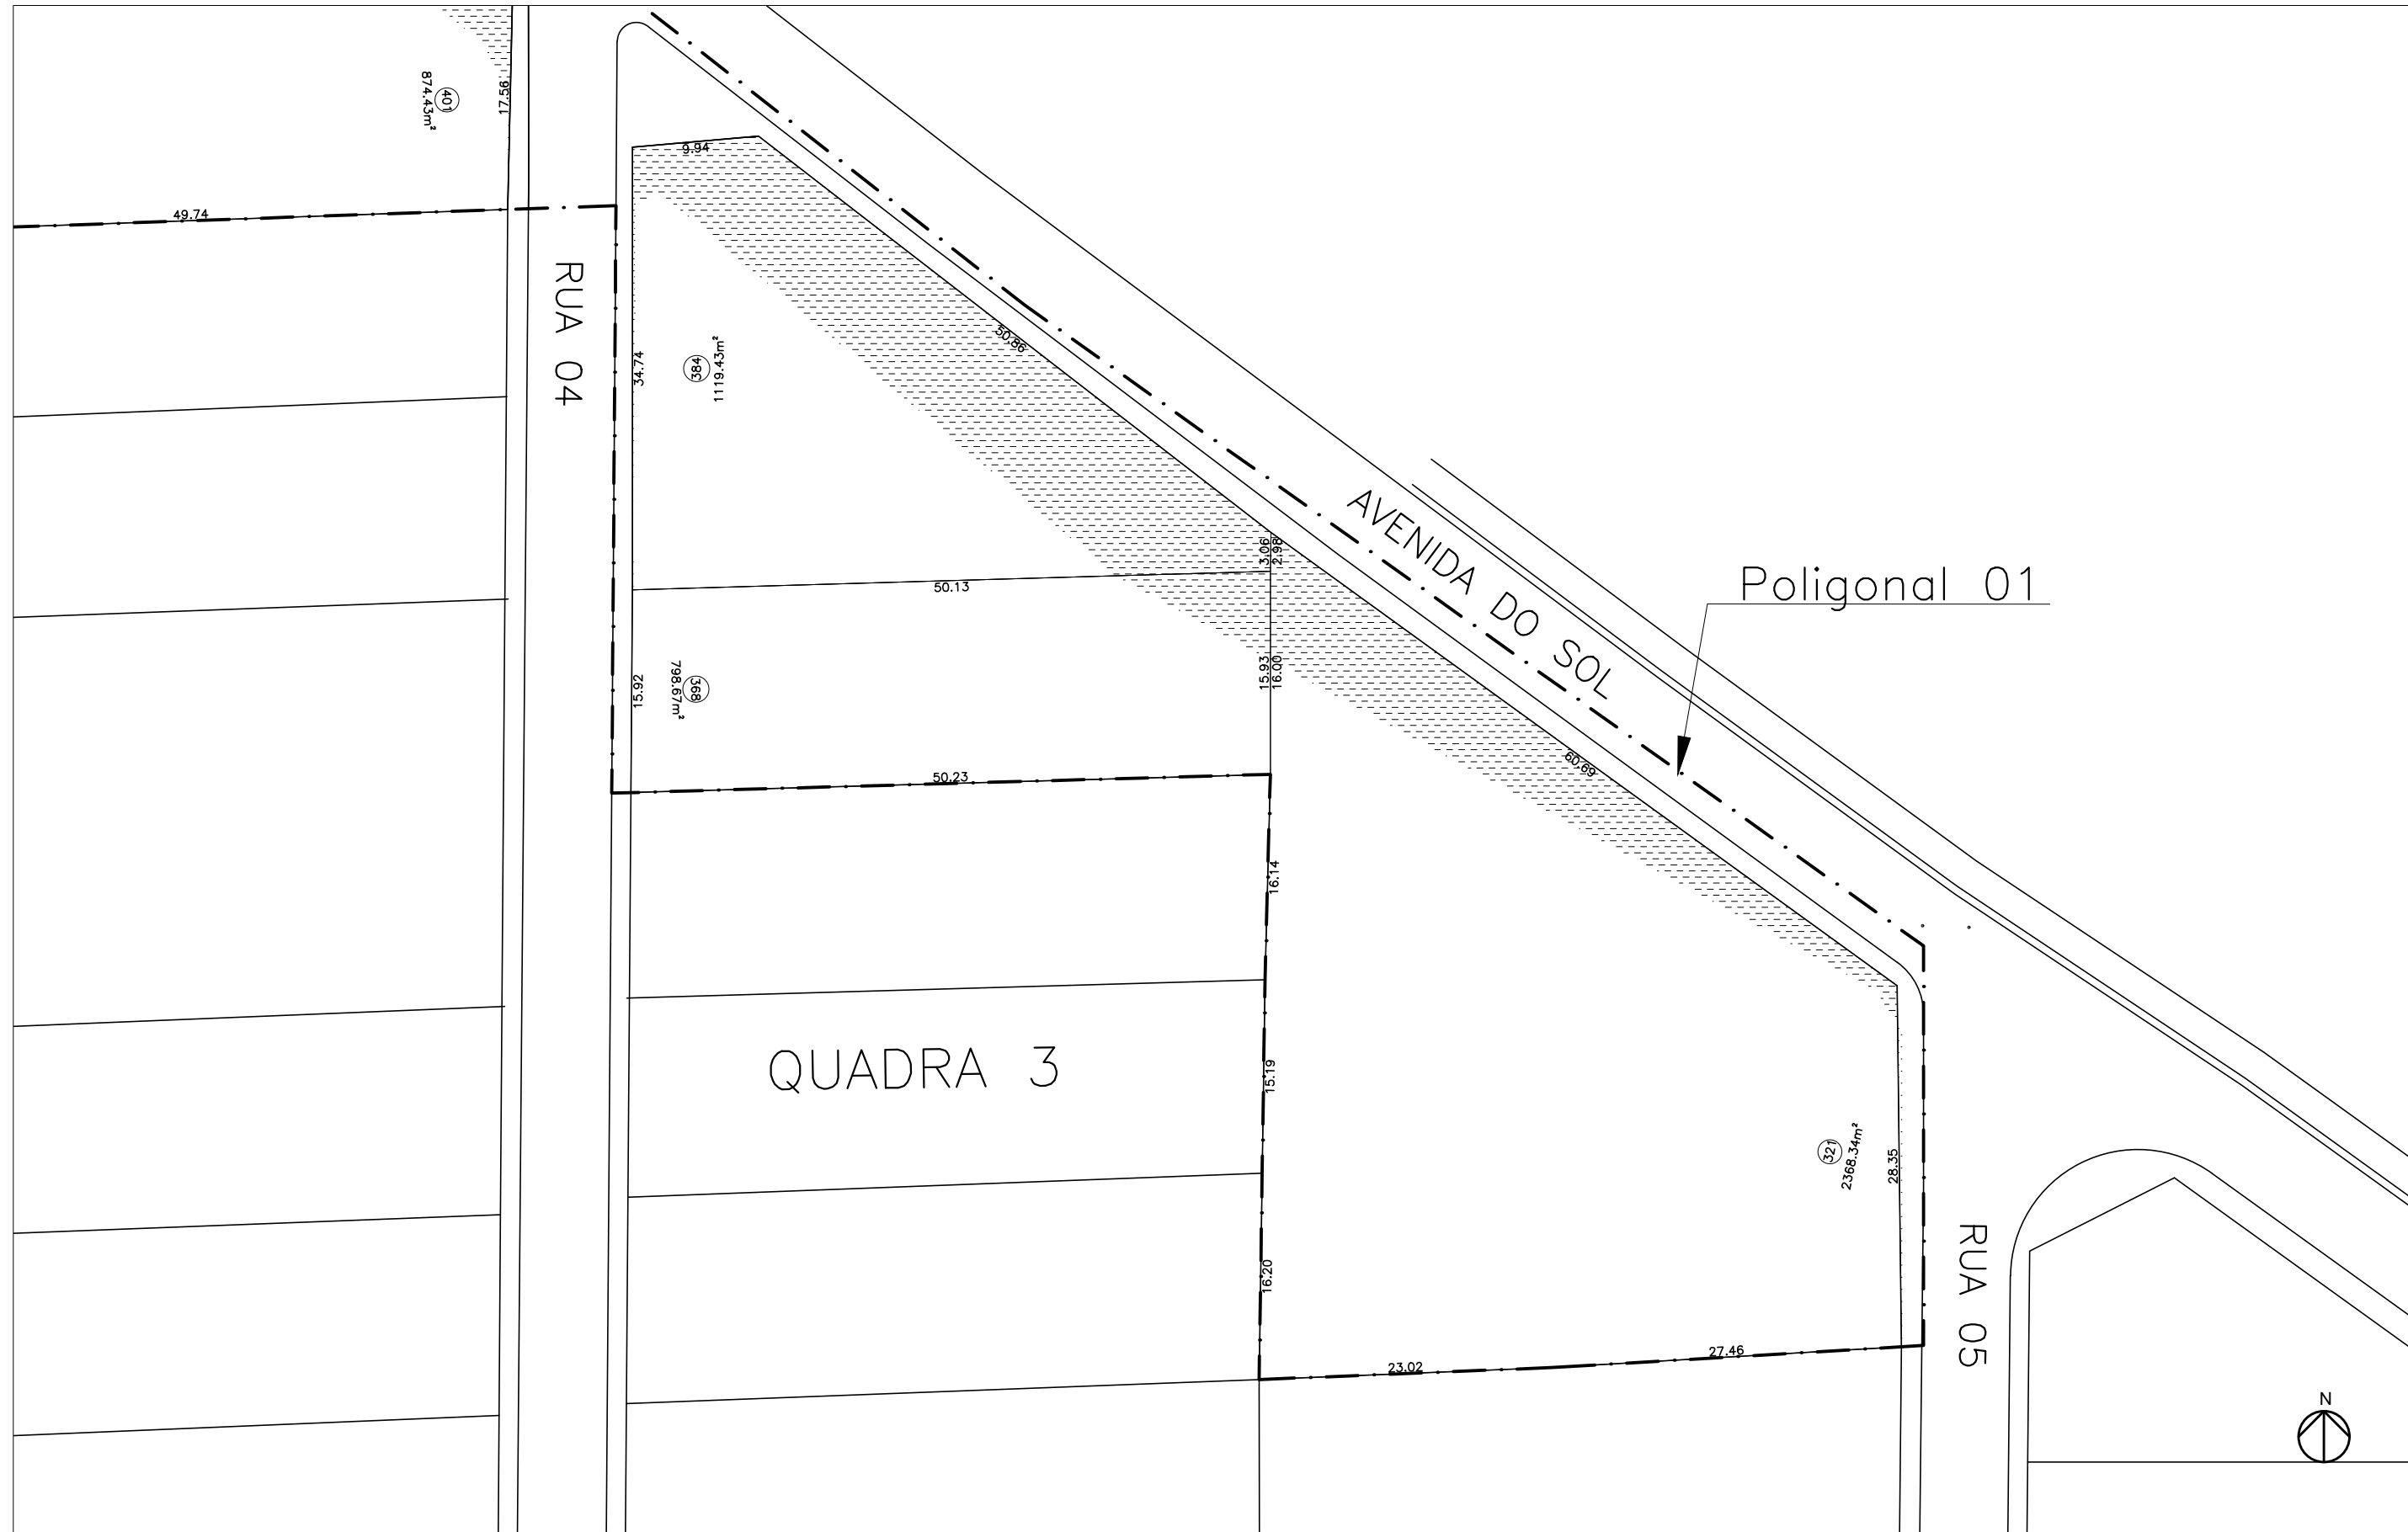 17.56
401
874.43m²
9.94
49.74
RUA 04
50.86
34.74
384
1119.43m²
AVENIDA DO SOL
3.06
2.98
Poligonal 01
50.13
15.92
368
798.67m²
15.93
16.00
60.69
50.23
16.14
QUADRA 3
15.19
321
2368.34m²
28.35
RUA 05
16.20
27.46
23.02
N